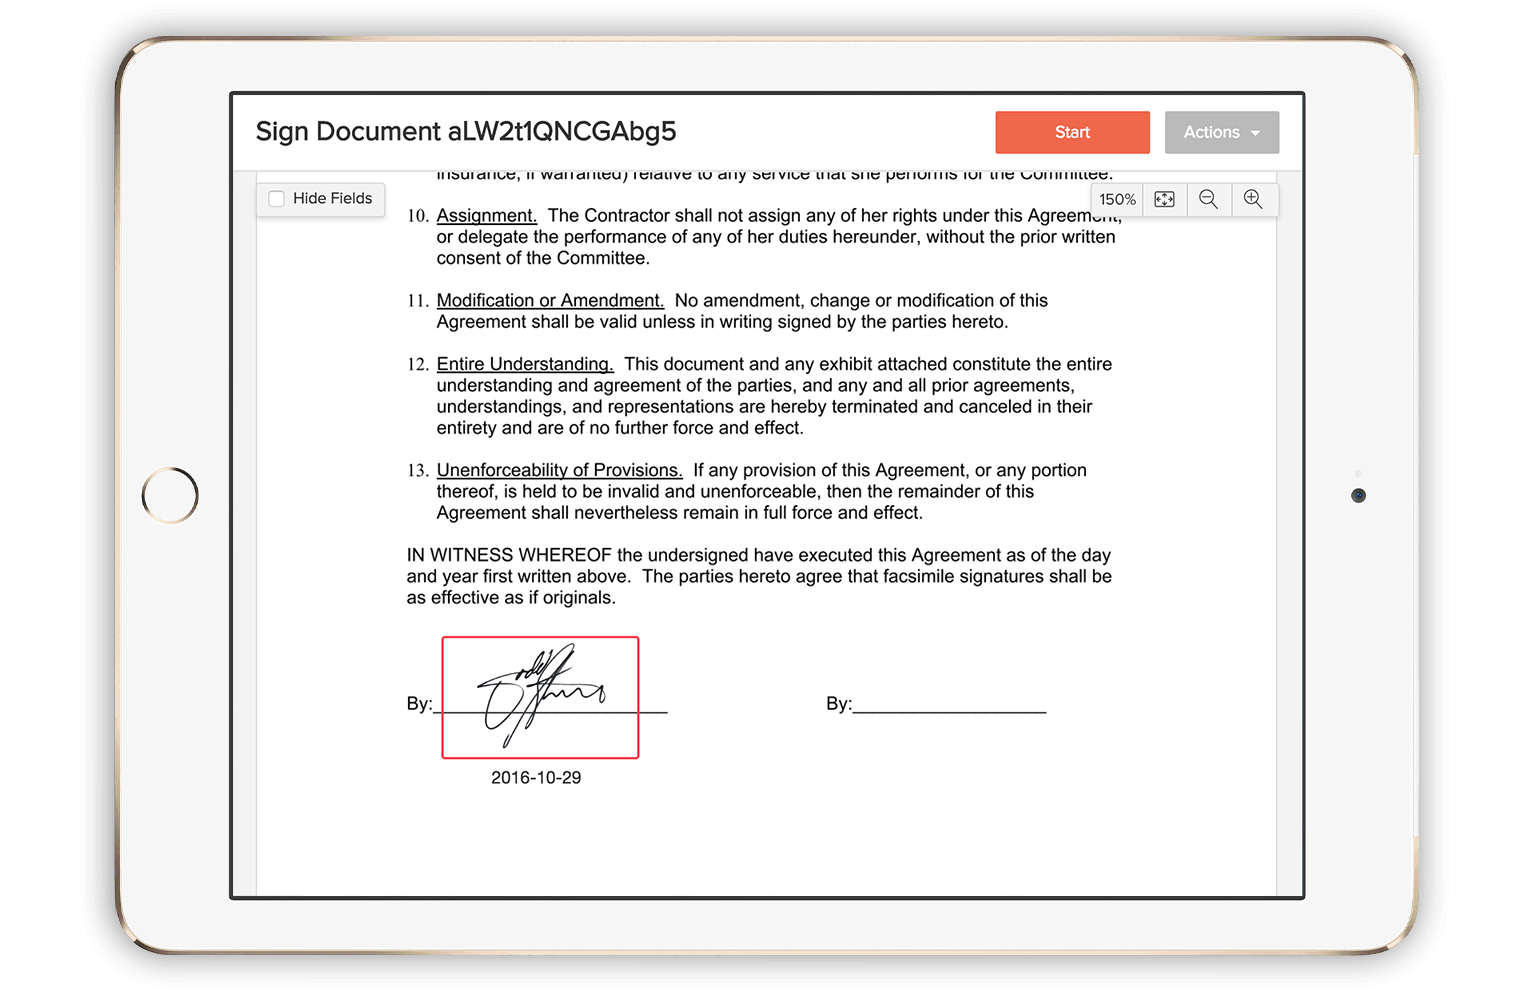 Sign Document aLW2t1QNCGAbg5
Start
Actions
insurance, if warranted) relative to any service that she performs for the Committee.
Hide Fields
150%
10. Assignment. The Contractor shall not assign any of her rights under this Agreement,
or delegate the performance of any of her duties hereunder, without the prior written
consent of the Committee.
11. Modification or Amendment. No amendment, change or modification of this
Agreement shall be valid unless in writing signed by the parties hereto.
12. Entire Understanding. This document and any exhibit attached constitute the entire
understanding and agreement of the parties, and any and all prior agreements,
understandings, and representations are hereby terminated and canceled in their
entirety and are of no further force and effect.
13. Unenforceability of Provisions. If any provision of this Agreement, or any portion
thereof, is held to be invalid and unenforceable, then the remainder of this
Agreement shall nevertheless remain in full force and effect.
IN WITNESS WHEREOF the undersigned have executed this Agreement as of the day
and year first written above. The parties hereto agree that facsimile signatures shall be
as effective as if originals.
By: By:
2016-10-29